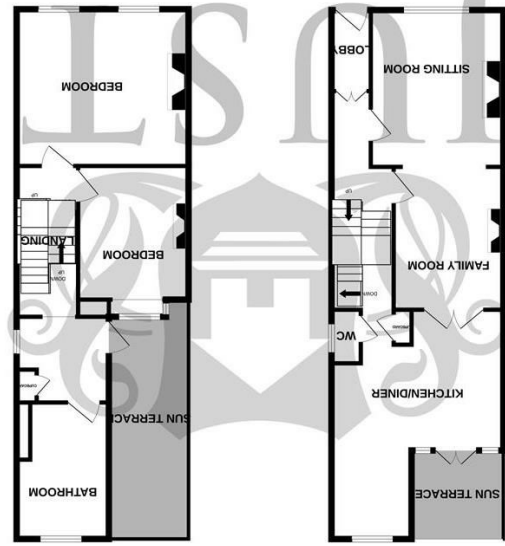 SUN TERRACE
KITCHEN/DINER
WC
DOWN
FAMILY ROOM
UP
SITTING ROOM
LOBBY
BATHROOM
SUN TERRACE
CUPBOARD
DOWN
UP
BEDROOM
LANDING
UP
BEDROOM